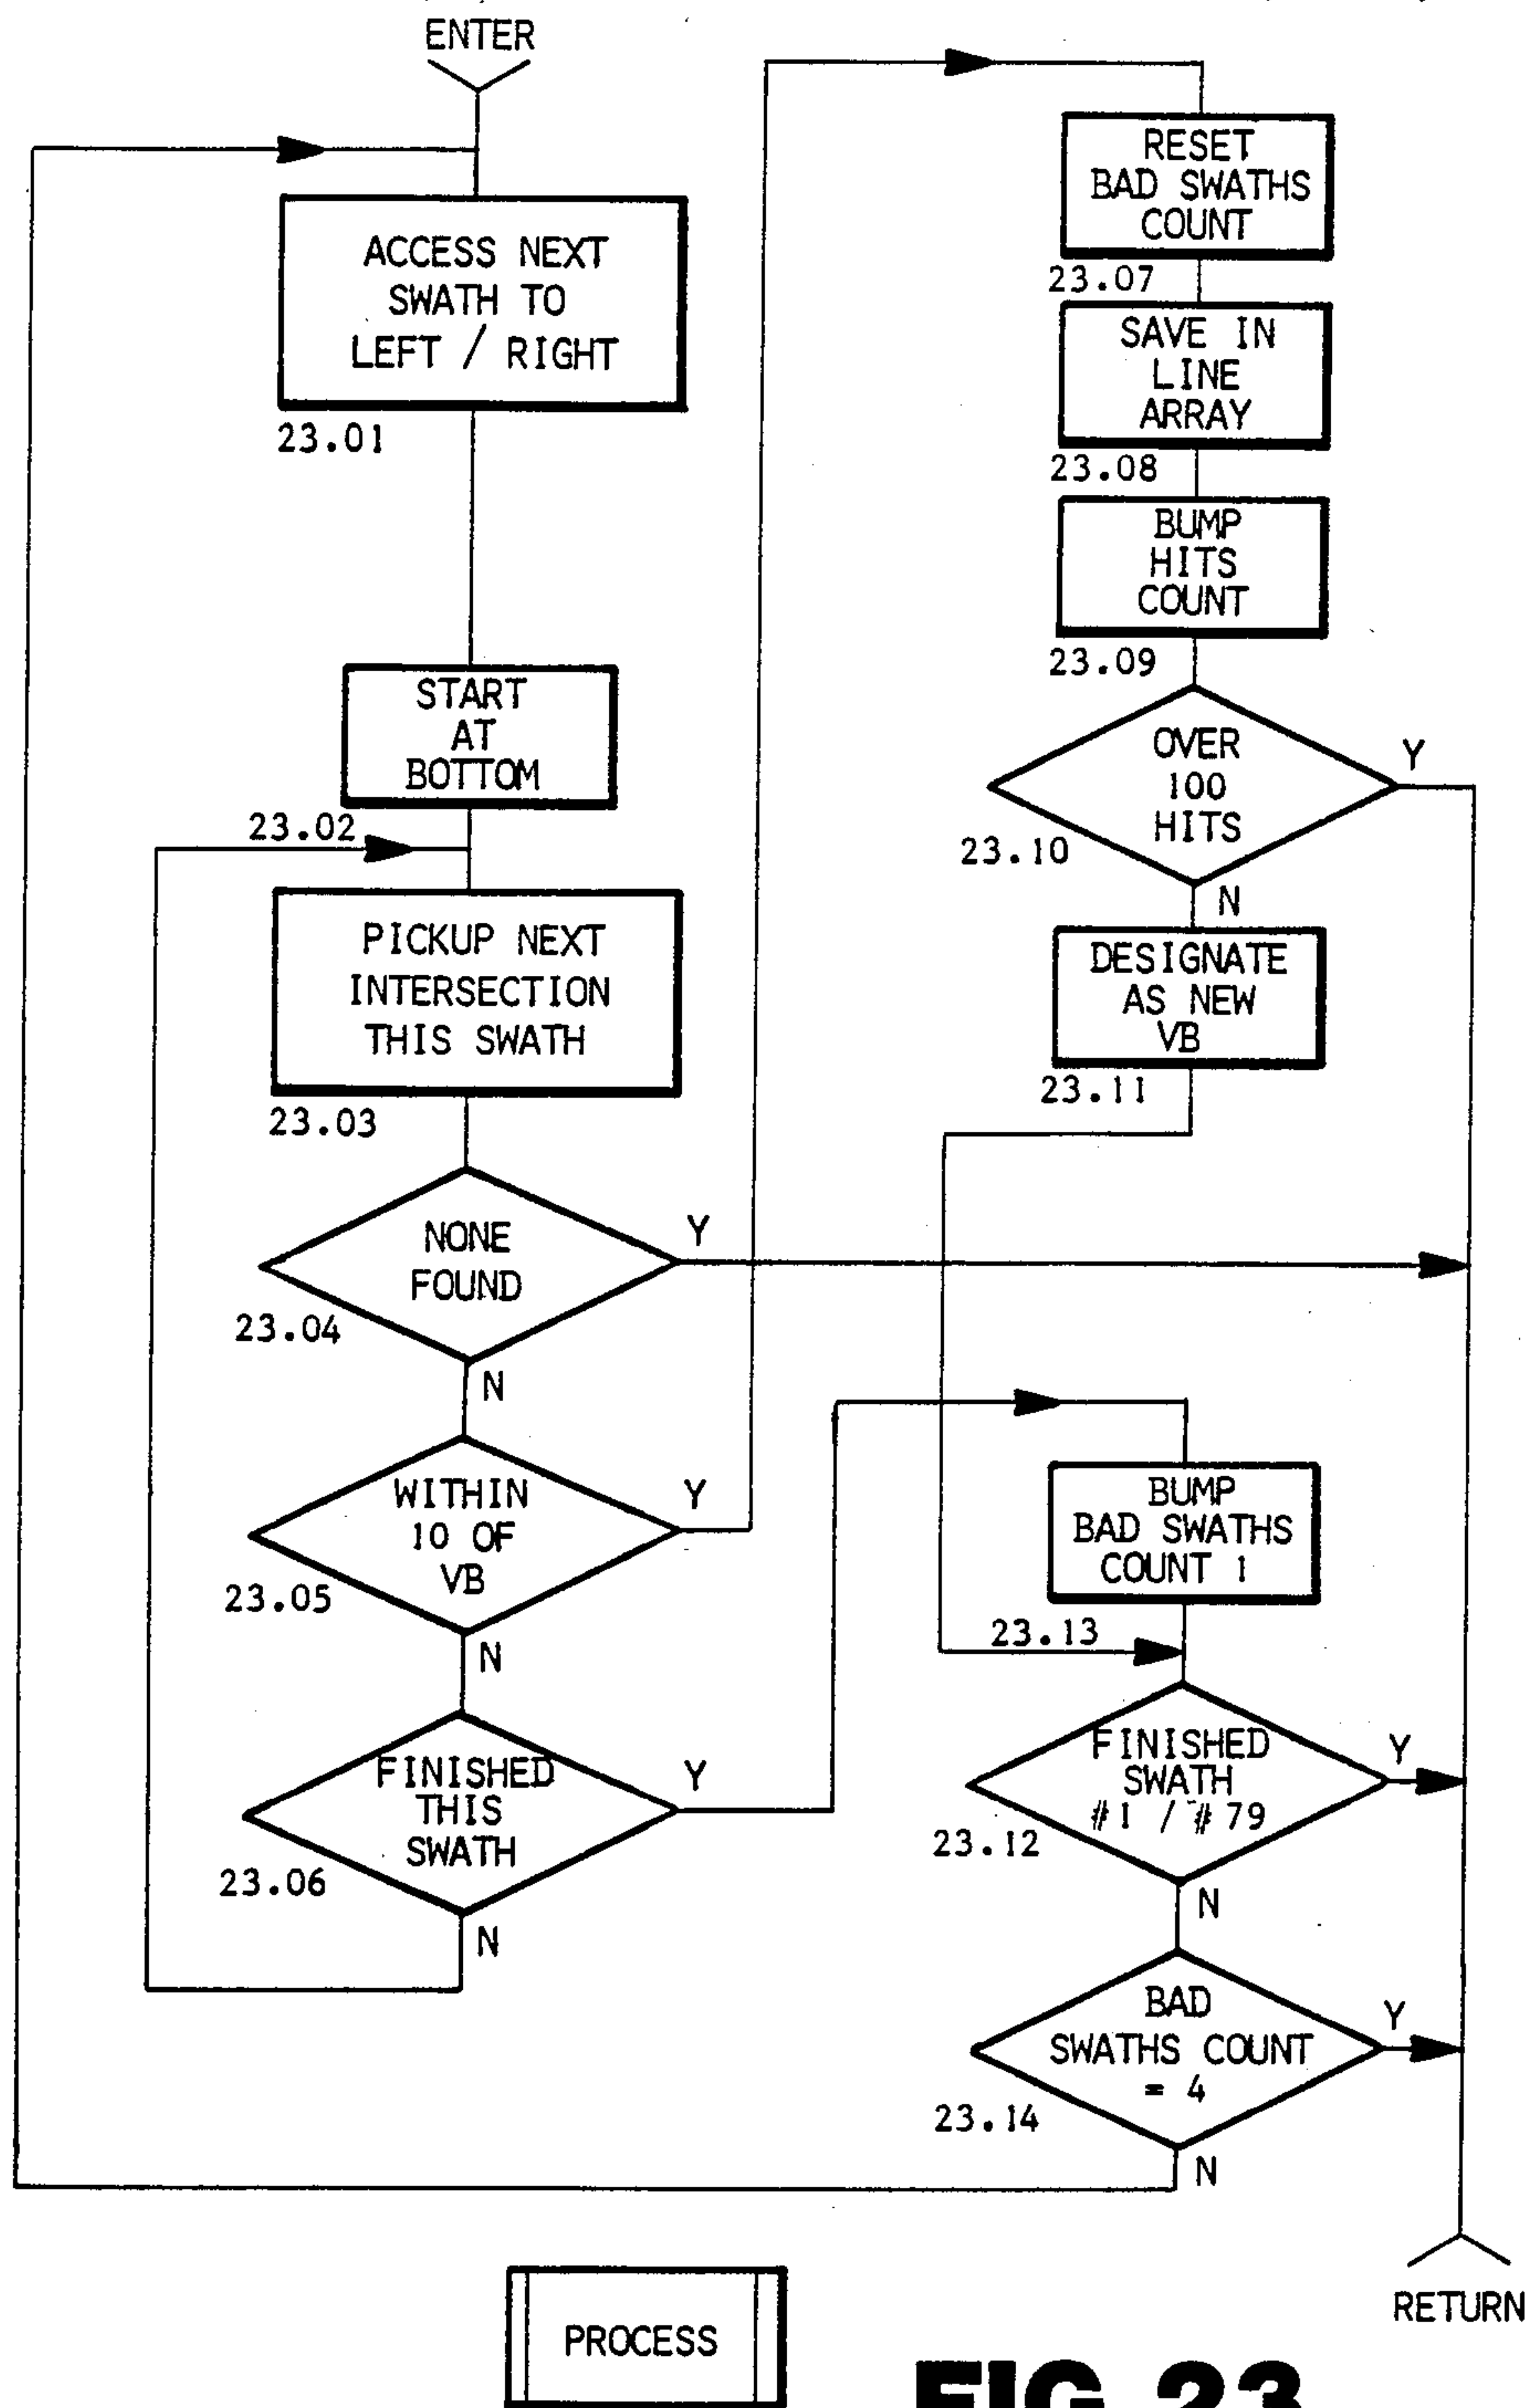 ENTER
ACCESS NEXT
SWATH TO
LEFT / RIGHT
23.01
START
AT
BOTTOM
23.02
PICKUP NEXT
INTERSECTION
THIS SWATH
23.03
NONE
FOUND
Y
23.04
N
WITHIN
10 OF
VB
Y
23.05
N
FINISHED
THIS
SWATH
Y
23.06
N
RESET
BAD SWATHS
COUNT
23.07
SAVE IN
LINE
ARRAY
23.08
BUMP
HITS
COUNT
23.09
OVER
100
HITS
Y
23.10
N
DESIGNATE
AS NEW
VB
23.11
BUMP
BAD SWATHS
COUNT 1
23.13
FINISHED
SWATH
#1 / #79
Y
23.12
N
BAD
SWATHS COUNT
= 4
Y
23.14
N
RETURN
PROCESS
FIG 23